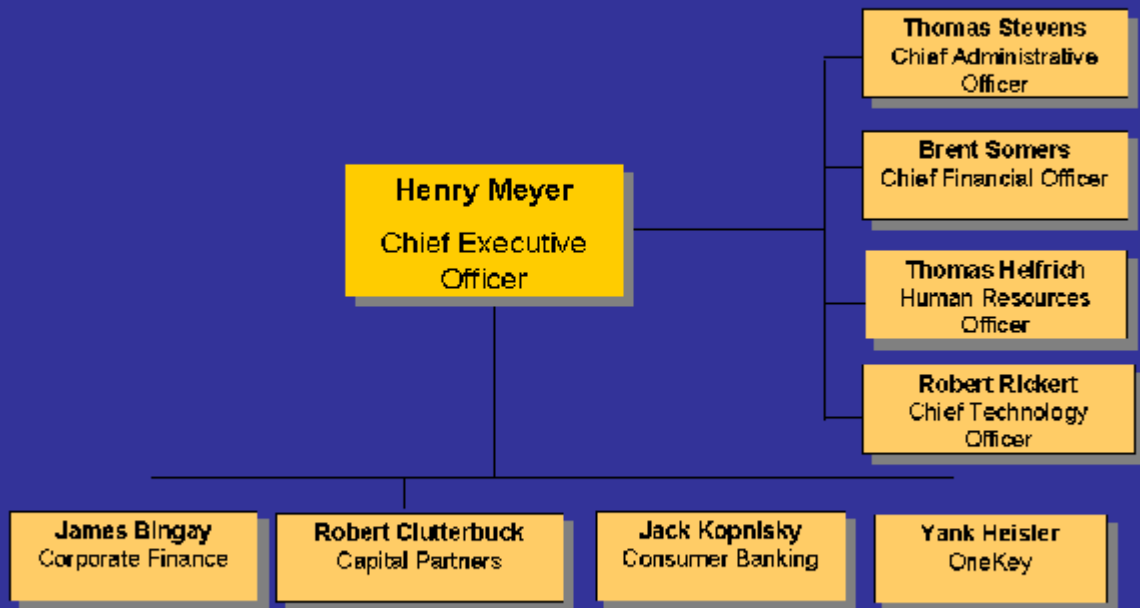 Thomas Stevens
Chief Administrative
Officer
Brent Somers
Chief Financial Officer
Henry Meyer
Chief Executive
Officer
Thomas Helfrich
Human Resources
Officer
Robert Rickert
Chief Technology
Officer
James Bingay
Corporate Finance
Robert Clutterbuck
Capital Partners
Jack Kopnisky
Consumer Banking
Yank Heisler
OneKey